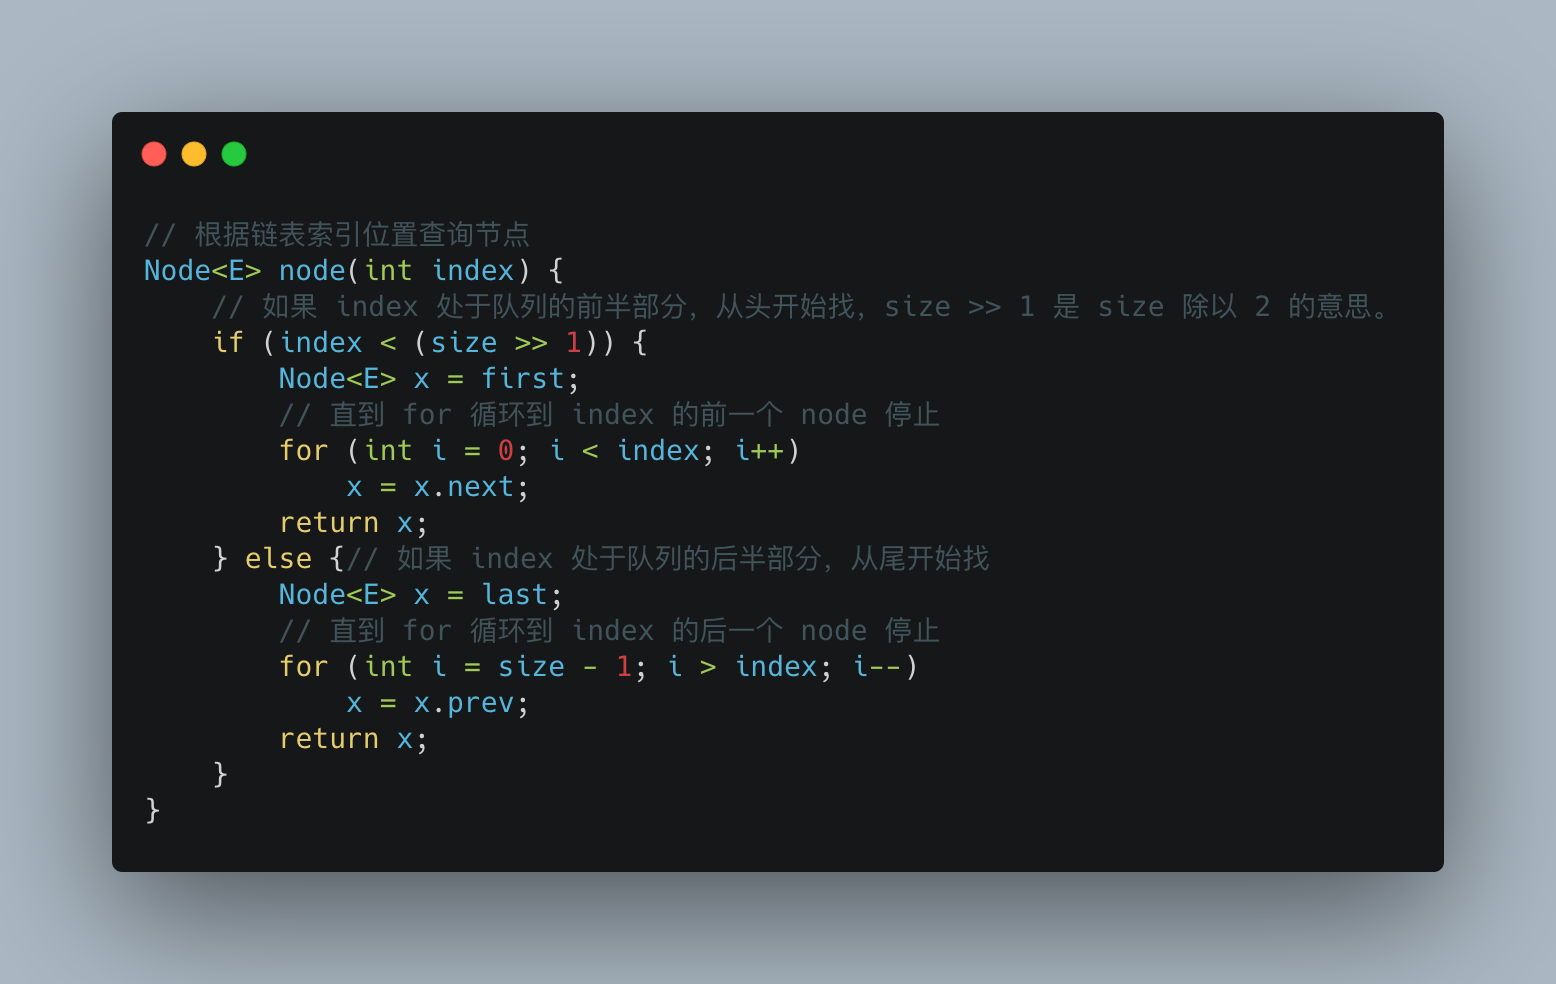 // 根据链表索引位置查询节点
Node<E> node(int index) {
    // 如果 index 处于队列的前半部分，从头开始找，size >> 1 是 size 除以 2 的意思。
    if (index < (size >> 1)) {
        Node<E> x = first;
        // 直到 for 循环到 index 的前一个 node 停止
        for (int i = 0; i < index; i++)
            x = x.next;
        return x;
    } else {// 如果 index 处于队列的后半部分，从尾开始找
        Node<E> x = last;
        // 直到 for 循环到 index 的后一个 node 停止
        for (int i = size - 1; i > index; i--)
            x = x.prev;
        return x;
    }
}